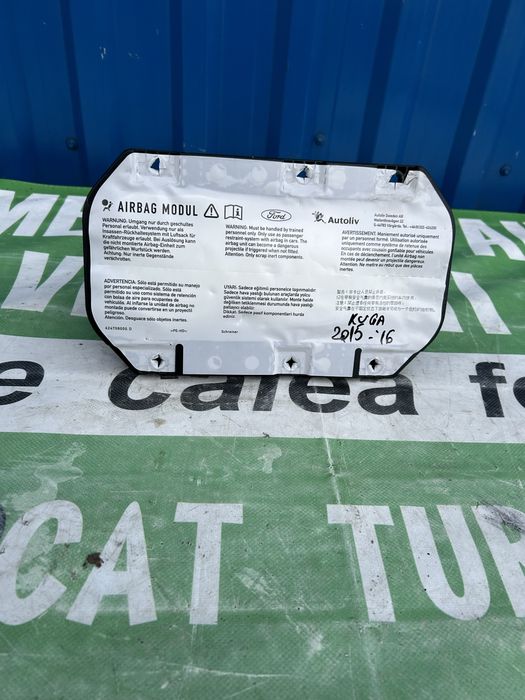 AIRBAG MODUL
Ford
Autoliv
Autoliv Sweden AB
WARNUNG. Umgang nur durch geschultes
Personal erlaubt. Verwendung nur als
Insassen-Rückhaltesystem mit Luftsack für
Kraftfahrzeuge erlaubt. Bei Auslösung kann
die nicht montierte Airbag-Einheit zum
gefährlichen Wurfstück werden.
Achtung. Nur inerte Gegenstände
verschrotten.
WARNING. Must be handled by trained
personnel only. Only use as passenger
restraint-system with airbag in cars. The
airbag unit can become a dangerous
projectile if triggered when not fitted.
Attention. Only scrap inert components.
AVERTISSEMENT. Maniement autorisé uniquement
par un personnel formé. Utilisation autorisée
uniquement comme système de retenue des
occupants avec coussin gonflable pour véhicules.
En cas de déclenchement, l'unité Airbag non
montée peut devenir un projectile dangereux.
Attention. Ne mettre au rebut que des pièces
inertes.
ADVERTENCIA. Sólo está permitido su manejo
por personal especializado. Sólo está
permitido su uso como sistema de retención
con bolsa de aire para ocupantes de
vehículos. Al inflarse la unidad de airbag no
montada puede convertirse en un proyectil
peligroso.
Atención. Desguace sólo objetos inertes.
UYARI. Sadece eğitimli personelce taşınmalıdır.
Sadece hava yastığı bulunan araçlarda yolcu
güvenlik sistemi olarak kullanılır. Monte halde
değilken tetiklenmesi durumunda hava yastığı
patlayıcı olabilir.
Dikkat. Sadece pasif komponentleri hurda
edinir.
624758600 D
>PE-HD<
Schreiner
KUGA
2013-16
e calea fe
CAT TUR